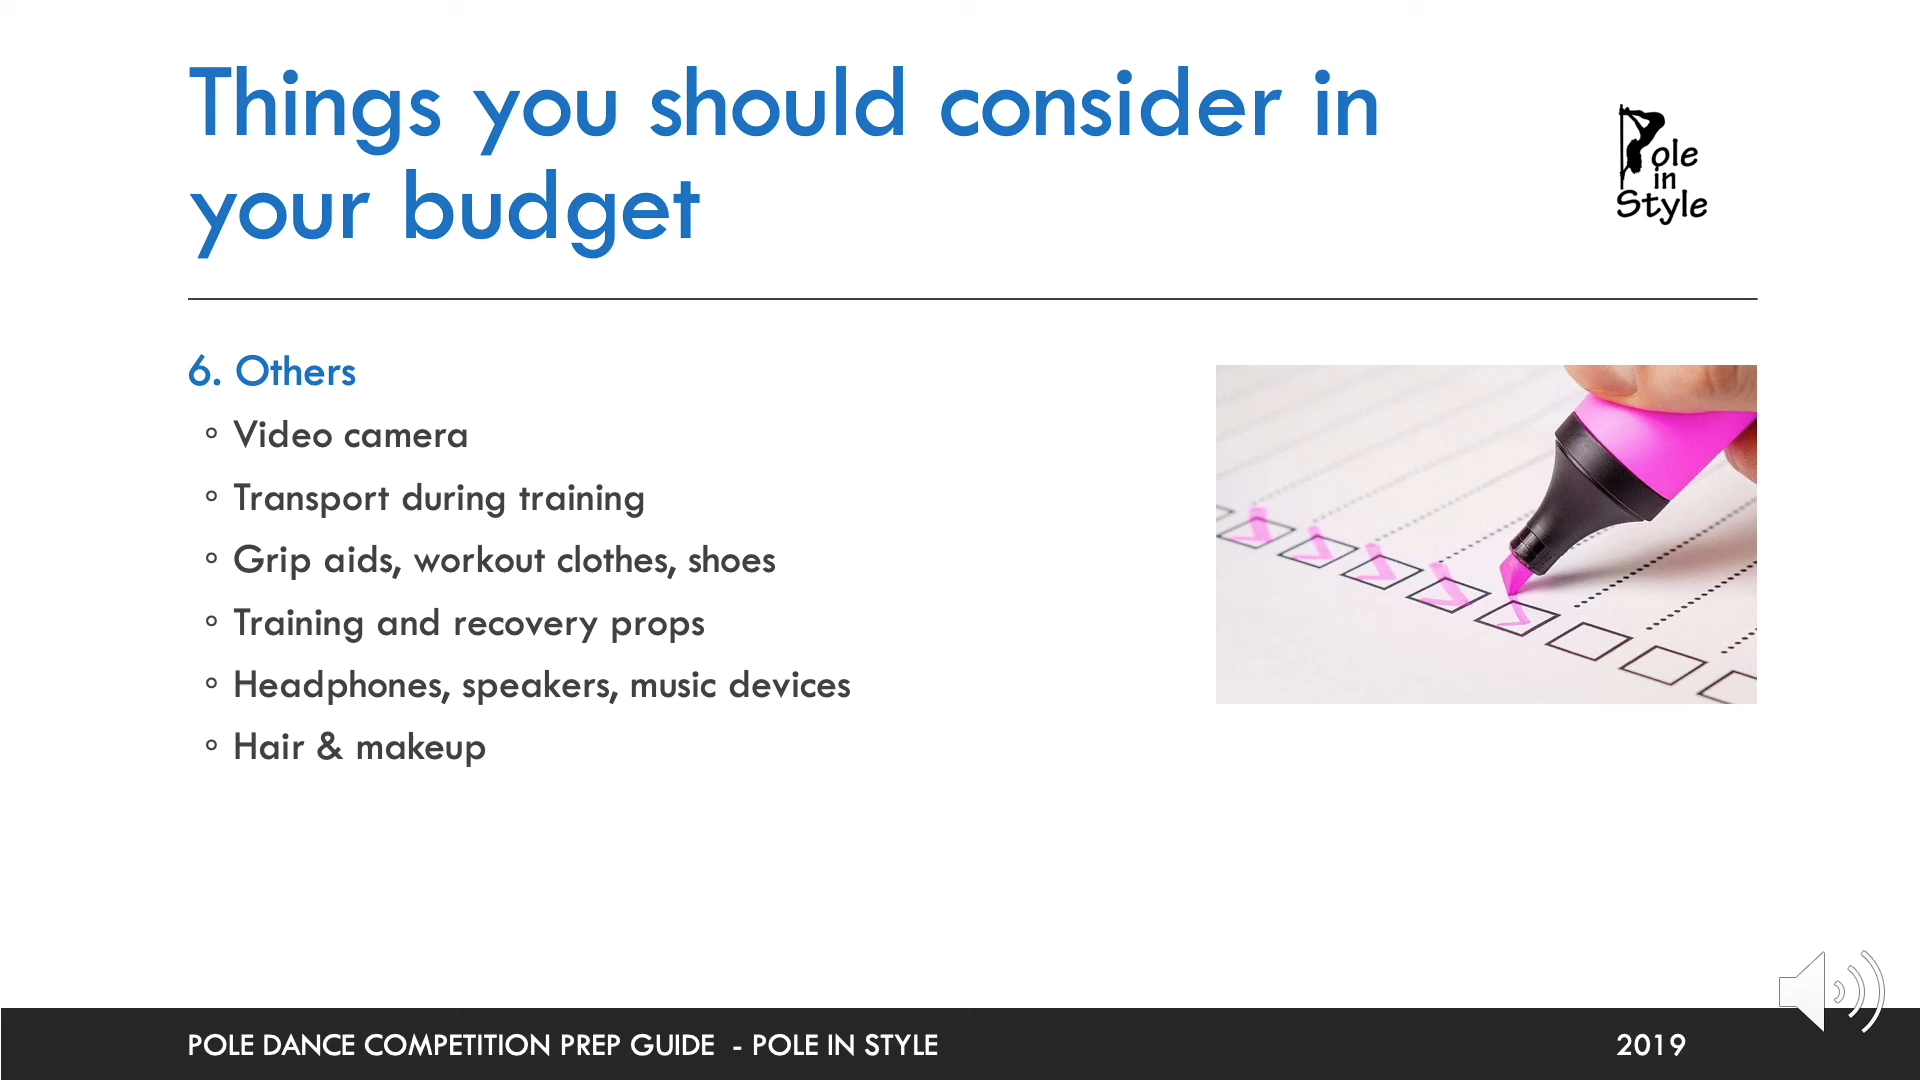 Things you should consider in
your budget
Pole
in
Style
6. Others
Video camera
Transport during training
Grip aids, workout clothes, shoes
Training and recovery props
Headphones, speakers, music devices
Hair & makeup
POLE DANCE COMPETITION PREP GUIDE - POLE IN STYLE
2019